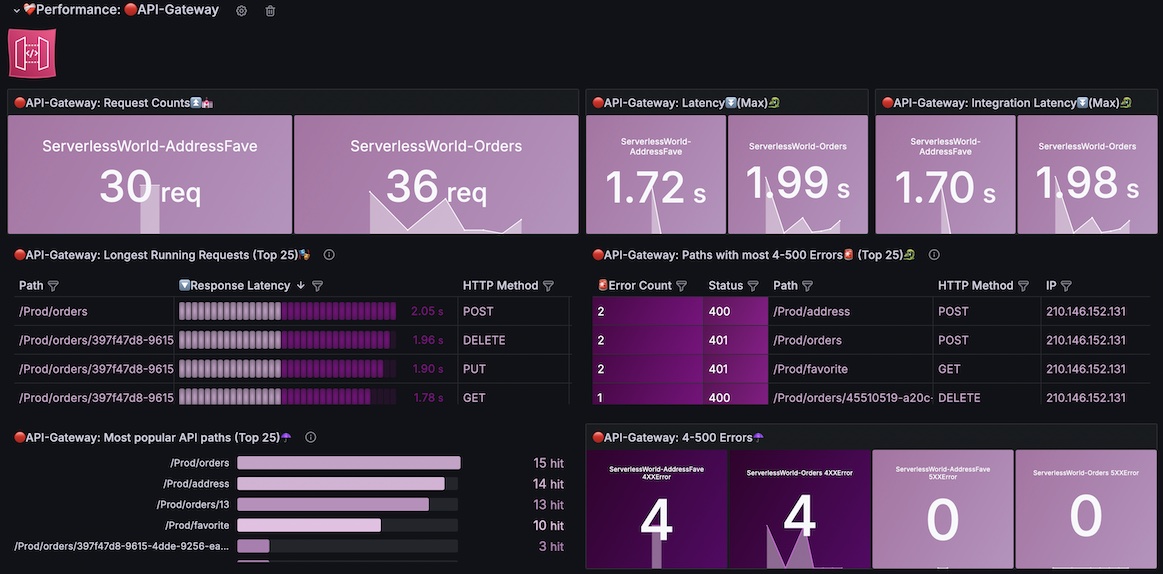 Performance: API-Gateway
API-Gateway: Request Counts
ServerlessWorld-AddressFave
30 req
ServerlessWorld-Orders
36 req
API-Gateway: Latency (Max)
ServerlessWorld-
AddressFave
1.72 s
ServerlessWorld-Orders
1.99 s
API-Gateway: Integration Latency (Max)
ServerlessWorld-
AddressFave
1.70 s
ServerlessWorld-Orders
1.98 s
API-Gateway: Longest Running Requests (Top 25)
Path Response Latency HTTP Method
/Prod/orders 2.05 s POST
/Prod/orders/397f47d8-9615 1.96 s DELETE
/Prod/orders/397f47d8-9615 1.90 s PUT
/Prod/orders/397f47d8-9615 1.78 s GET
API-Gateway: Paths with most 4-500 Errors (Top 25)
Error Count Status Path HTTP Method IP
2 400 /Prod/address POST 210.146.152.131
2 401 /Prod/orders POST 210.146.152.131
2 401 /Prod/favorite GET 210.146.152.131
1 400 /Prod/orders/45510519-a20c- DELETE 210.146.152.131
API-Gateway: Most popular API paths (Top 25)
/Prod/orders 15 hit
/Prod/address 14 hit
/Prod/orders/13 13 hit
/Prod/favorite 10 hit
/Prod/orders/397f47d8-9615-4dde-9256-ea... 3 hit
API-Gateway: 4-500 Errors
ServerlessWorld-AddressFave
4XXError
4
ServerlessWorld-Orders 4XXError
4
ServerlessWorld-AddressFave
5XXError
0
ServerlessWorld-Orders 5XXError
0